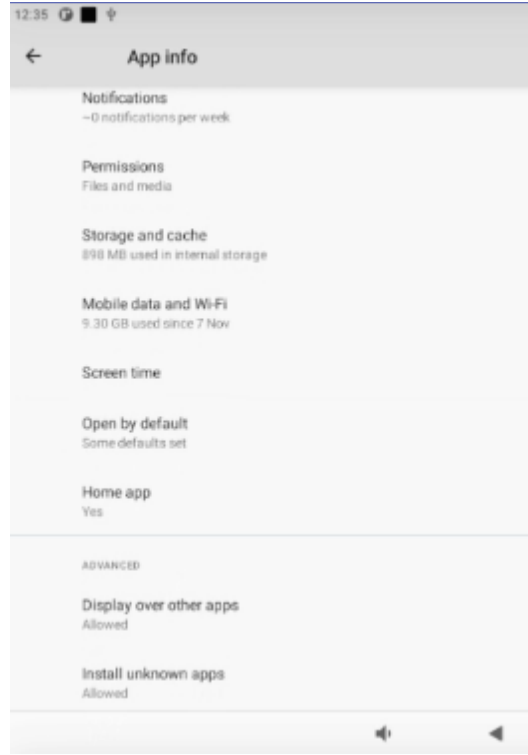 12:35
App info
Notifications
~0 notifications per week
Permissions
Files and media
Storage and cache
898 MB used in internal storage
Mobile data and Wi-Fi
9.30 GB used since 7 Nov
Screen time
Open by default
Some defaults set
Home app
Yes
ADVANCED
Display over other apps
Allowed
Install unknown apps
Allowed